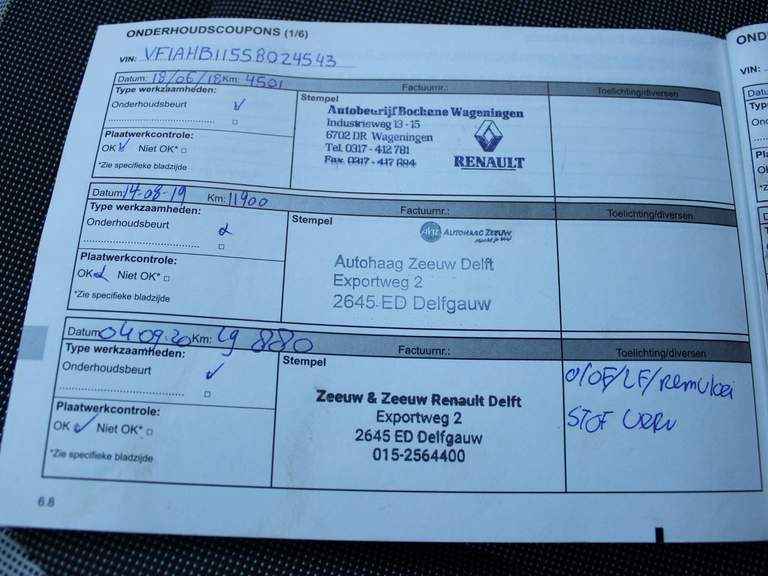 ONDERHOUDSCOUPONS (1/6)
VIN: VF1AHB11558024543
Datum: 18/06/18 Km: 4501 Factuurnr.: Toelichting/diversen
Type werkzaamheden:
Onderhoudsbeurt
Plaatwerkcontrole:
OK Niet OK*
*Zie specifieke bladzijde
Stempel
Autobedrijf Bochane Wageningen
Industrieweg 13 - 15
6702 DR Wageningen
Tel. 0317 - 412 781
Fax. 0317 - 417 884
RENAULT
Datum: 14-08-19 Km: 11900 Factuurnr.: Toelichting/diversen
Type werkzaamheden:
Onderhoudsbeurt
Plaatwerkcontrole:
OK Niet OK*
*Zie specifieke bladzijde
Stempel
AUTOHAAG ZEEUW
Autohaag Zeeuw Delft
Exportweg 2
2645 ED Delfgauw
Datum: 04.09.20 Km: 19 880 Factuurnr.: Toelichting/diversen
Type werkzaamheden:
Onderhoudsbeurt
Plaatwerkcontrole:
OK Niet OK*
*Zie specifieke bladzijde
Stempel
Zeeuw & Zeeuw Renault Delft
Exportweg 2
2645 ED Delfgauw
015-2564400
O/OF/LF/remvloei
STOF
6.8
OND
VIN: